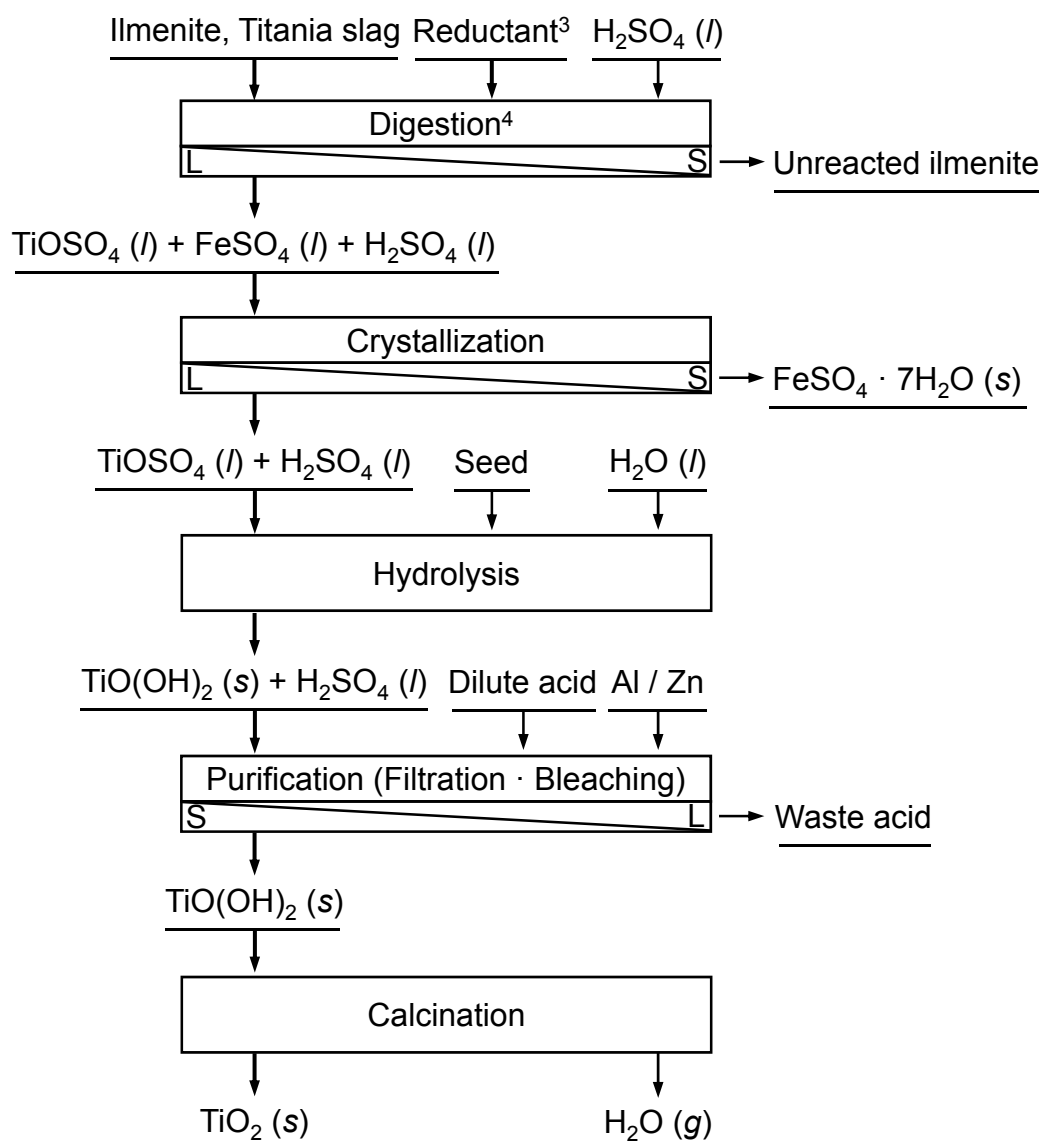 Ilmenite, Titania slag Reductant³ H₂SO₄ (l)
Digestion⁴
L S
Unreacted ilmenite
TiOSO₄ (l) + FeSO₄ (l) + H₂SO₄ (l)
Crystallization
L S
FeSO₄ · 7H₂O (s)
TiOSO₄ (l) + H₂SO₄ (l) Seed H₂O (l)
Hydrolysis
TiO(OH)₂ (s) + H₂SO₄ (l) Dilute acid Al / Zn
Purification (Filtration · Bleaching)
S L
Waste acid
TiO(OH)₂ (s)
Calcination
TiO₂ (s) H₂O (g)